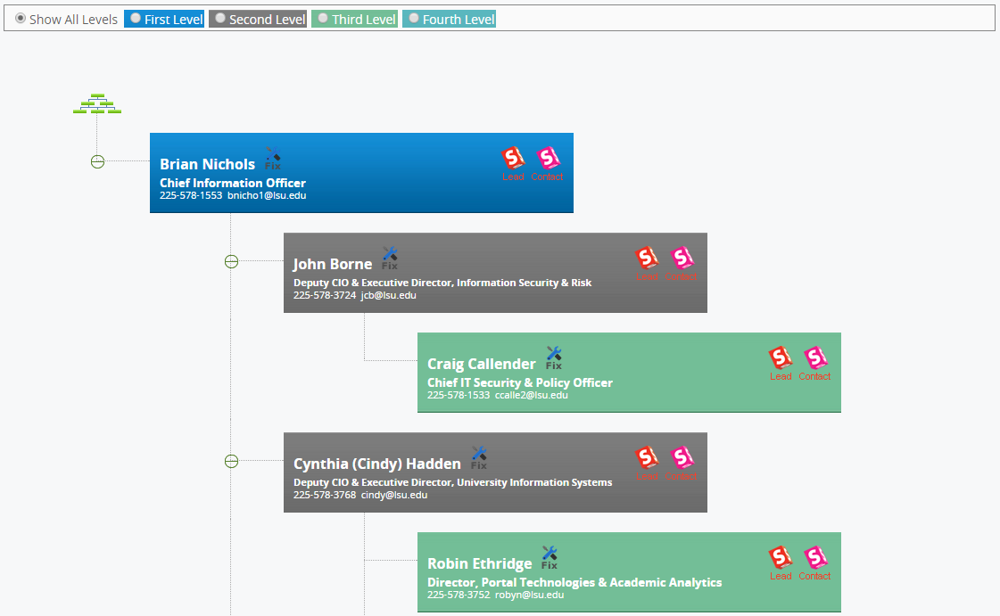 Show All Levels First Level Second Level Third Level Fourth Level
Brian Nichols Fix
Chief Information Officer
225-578-1553 bnicho1@lsu.edu
S S
Lead Contact
John Borne Fix
Deputy CIO & Executive Director, Information Security & Risk
225-578-3724 jcb@lsu.edu
S S
Lead Contact
Craig Callender Fix
Chief IT Security & Policy Officer
225-578-1533 ccalle2@lsu.edu
S S
Lead Contact
Cynthia (Cindy) Hadden Fix
Deputy CIO & Executive Director, University Information Systems
225-578-3768 cindy@lsu.edu
S S
Lead Contact
Robin Ethridge Fix
Director, Portal Technologies & Academic Analytics
225-578-3752 robyn@lsu.edu
S S
Lead Contact